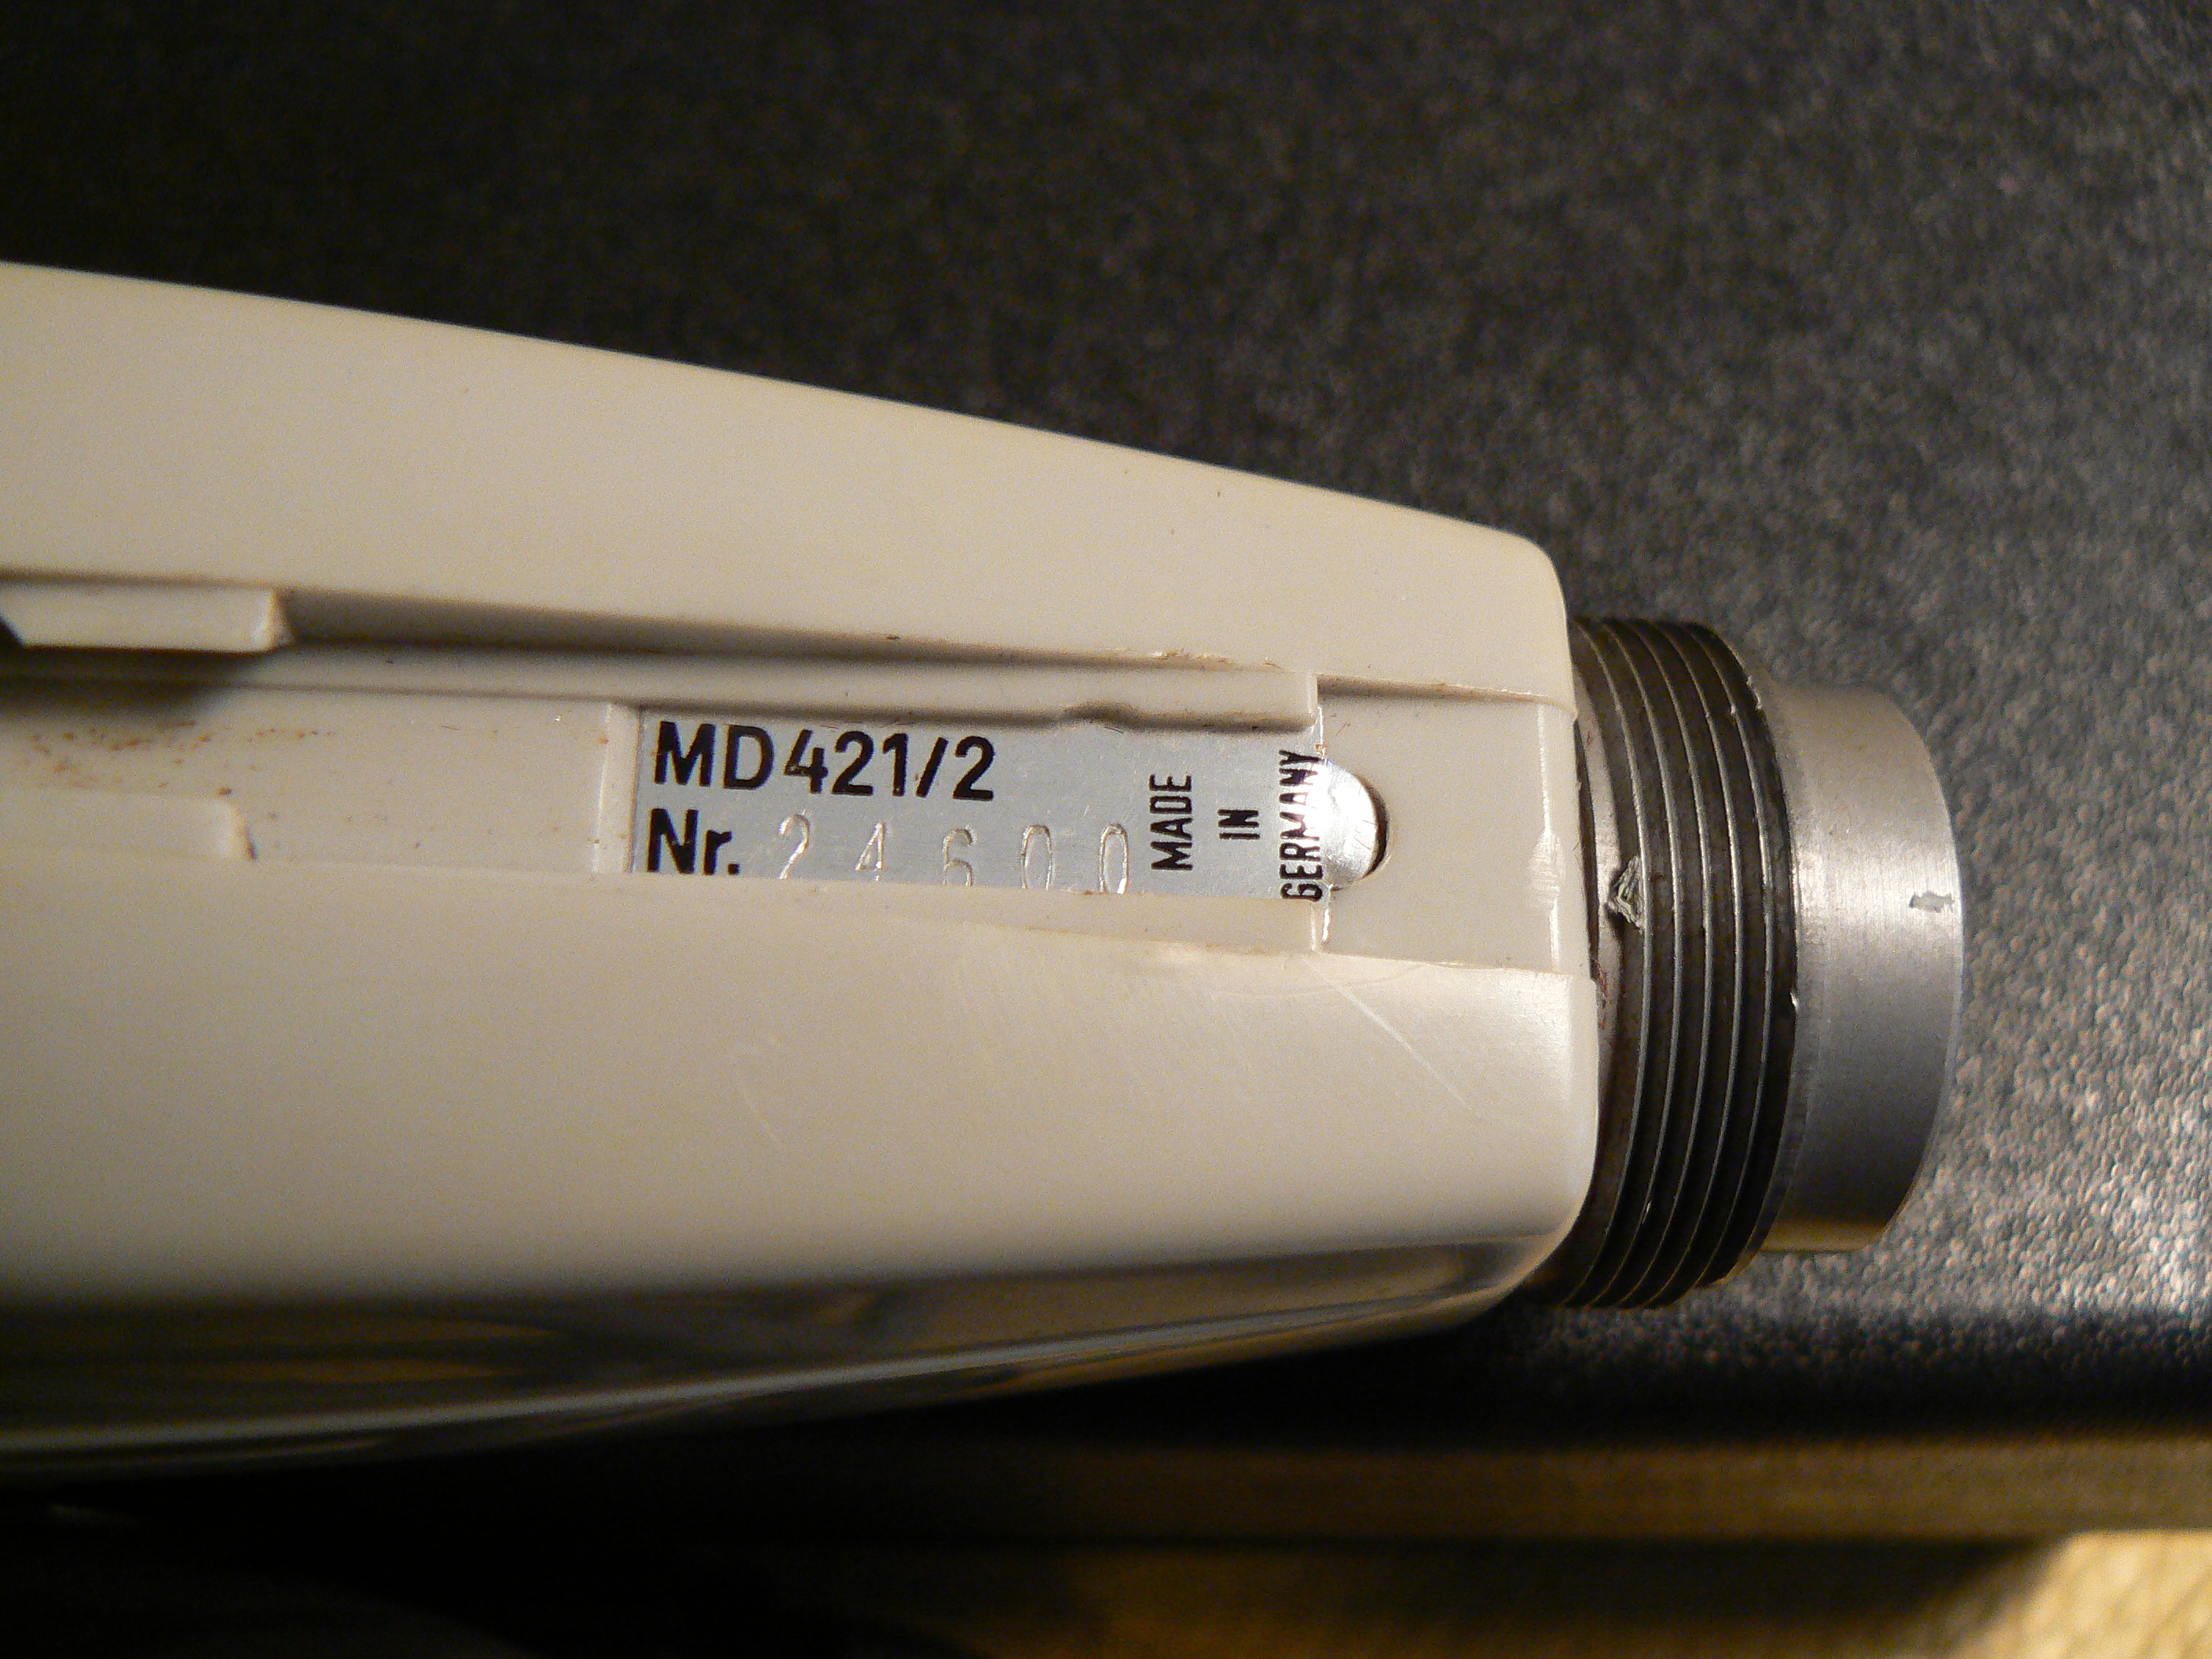 MD421/2
Nr. 24600
MADE
IN
GERMANY